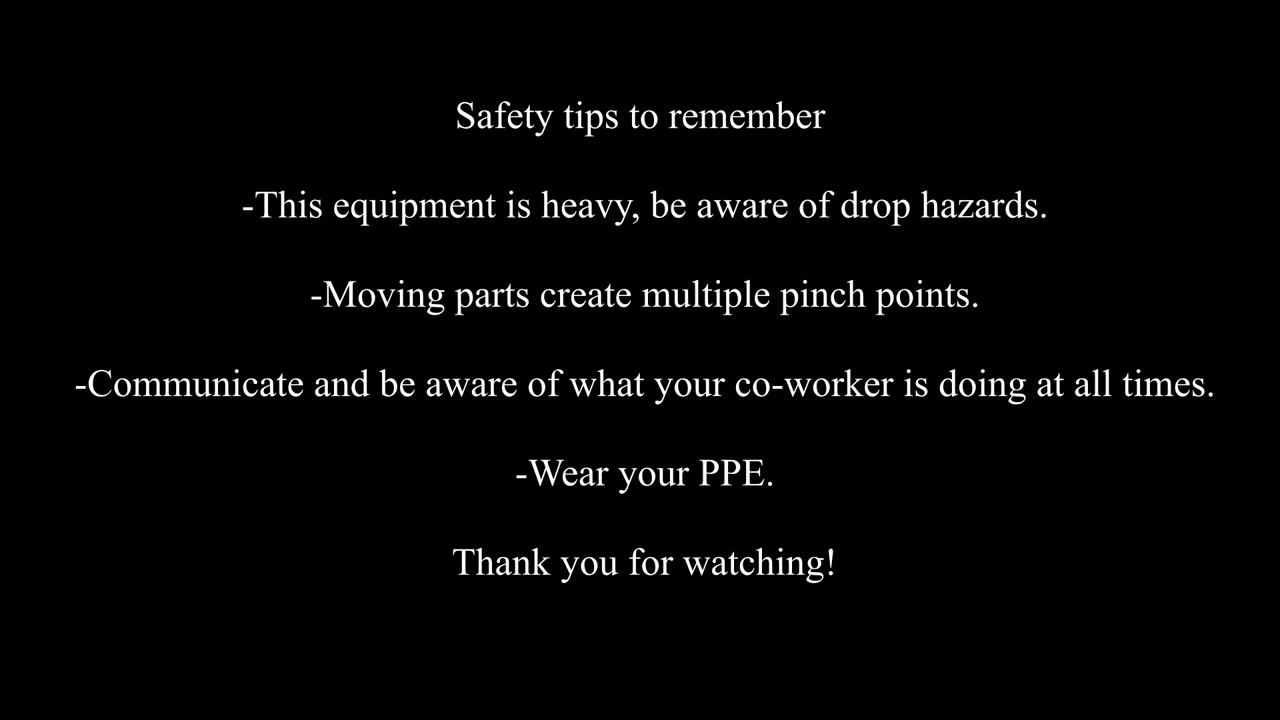 Safety tips to remember
-This equipment is heavy, be aware of drop hazards.
-Moving parts create multiple pinch points.
-Communicate and be aware of what your co-worker is doing at all times.
-Wear your PPE.
Thank you for watching!